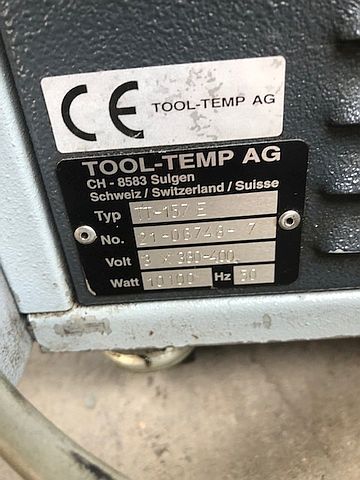 CE TOOL-TEMP AG
TOOL-TEMP AG
CH - 8583 Sulgen
Schweiz / Switzerland / Suisse
Typ TT-157 E
No. 21-08748- 7
Volt 3 x 380-400
Watt 10100 Hz 50